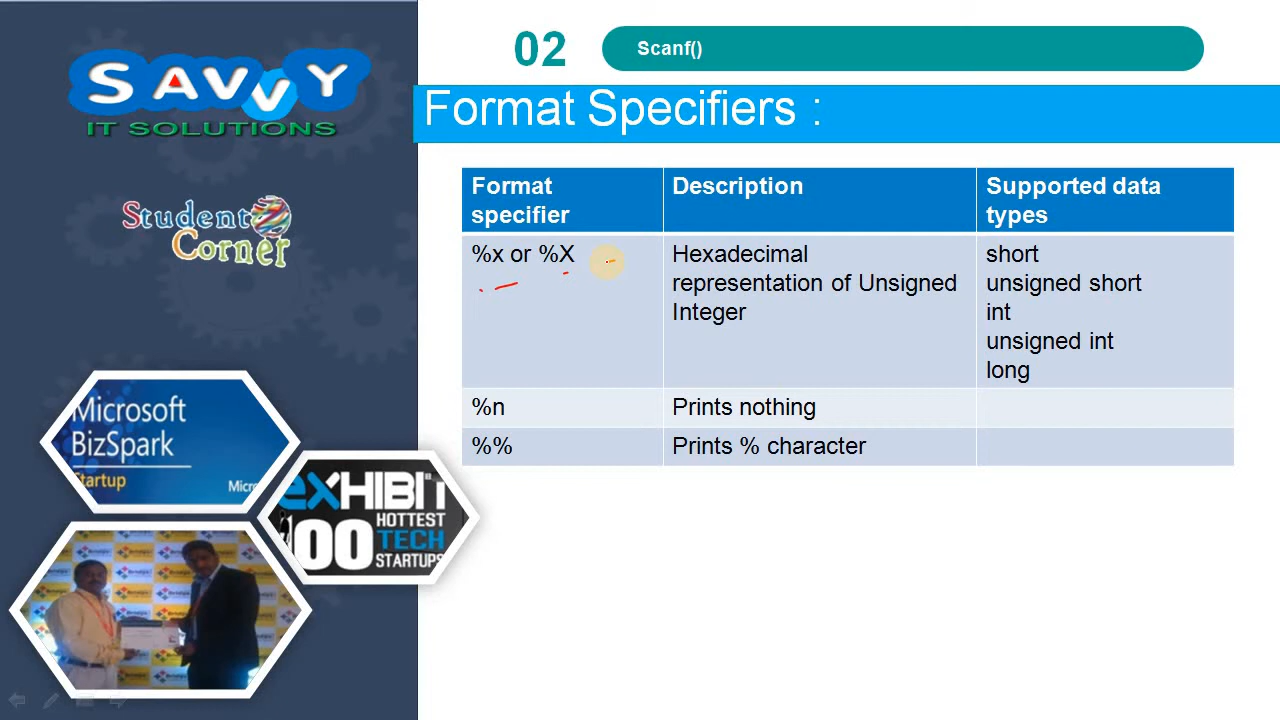 SAVVY
IT SOLUTIONS
Student
Corner
Microsoft
BizSpark
Startup
Micro
eXHIBIT
100
HOTTEST
TECH
STARTUPS
02
Scanf()
Format Specifiers :
Format
specifier
Description
Supported data
types
%x or %X
Hexadecimal
representation of Unsigned
Integer
short
unsigned short
int
unsigned int
long
%n
Prints nothing
%%
Prints % character